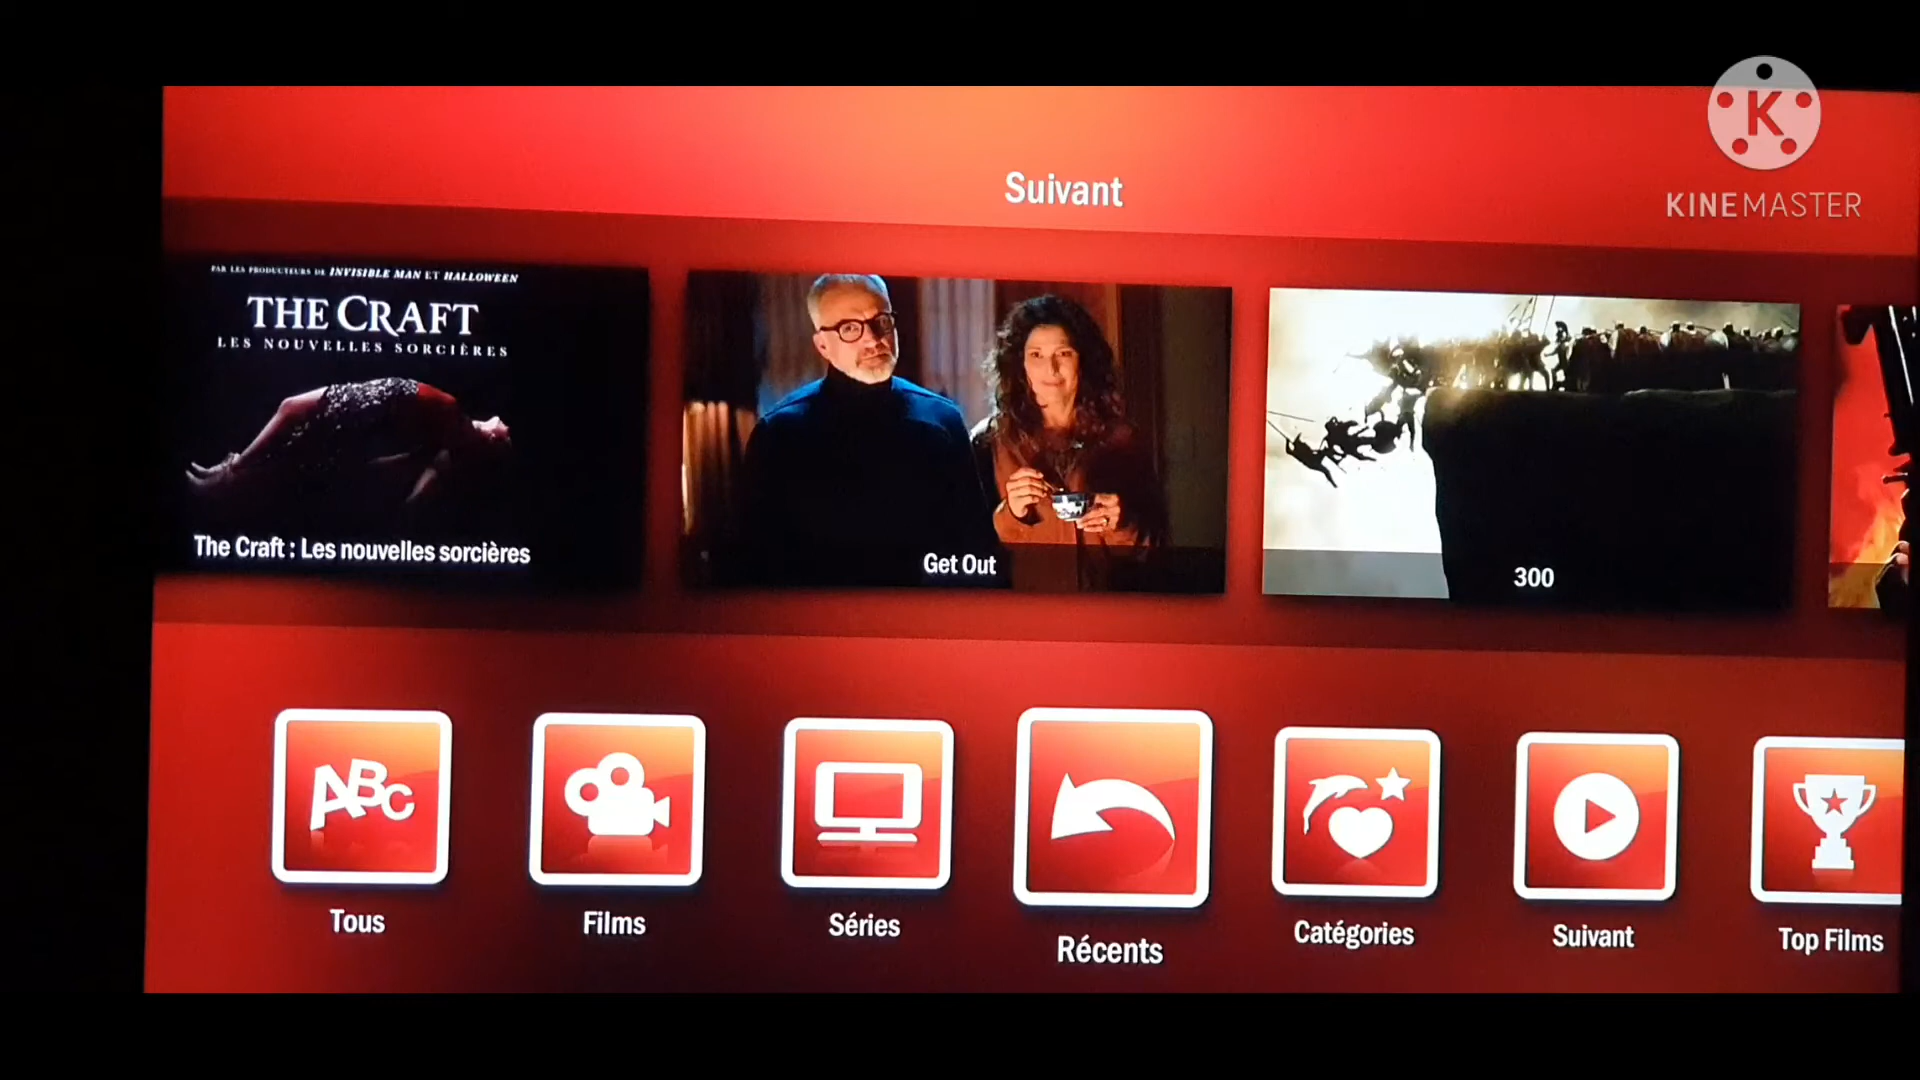 KINEMASTER
Suivant
PAR LES PRODUCTEURS DE INVISIBLE MAN ET HALLOWEEN
THE CRAFT
LES NOUVELLES SORCIÈRES
The Craft : Les nouvelles sorcières
Get Out
300
ABC
Tous
Films
Séries
Récents
Catégories
Suivant
Top Films